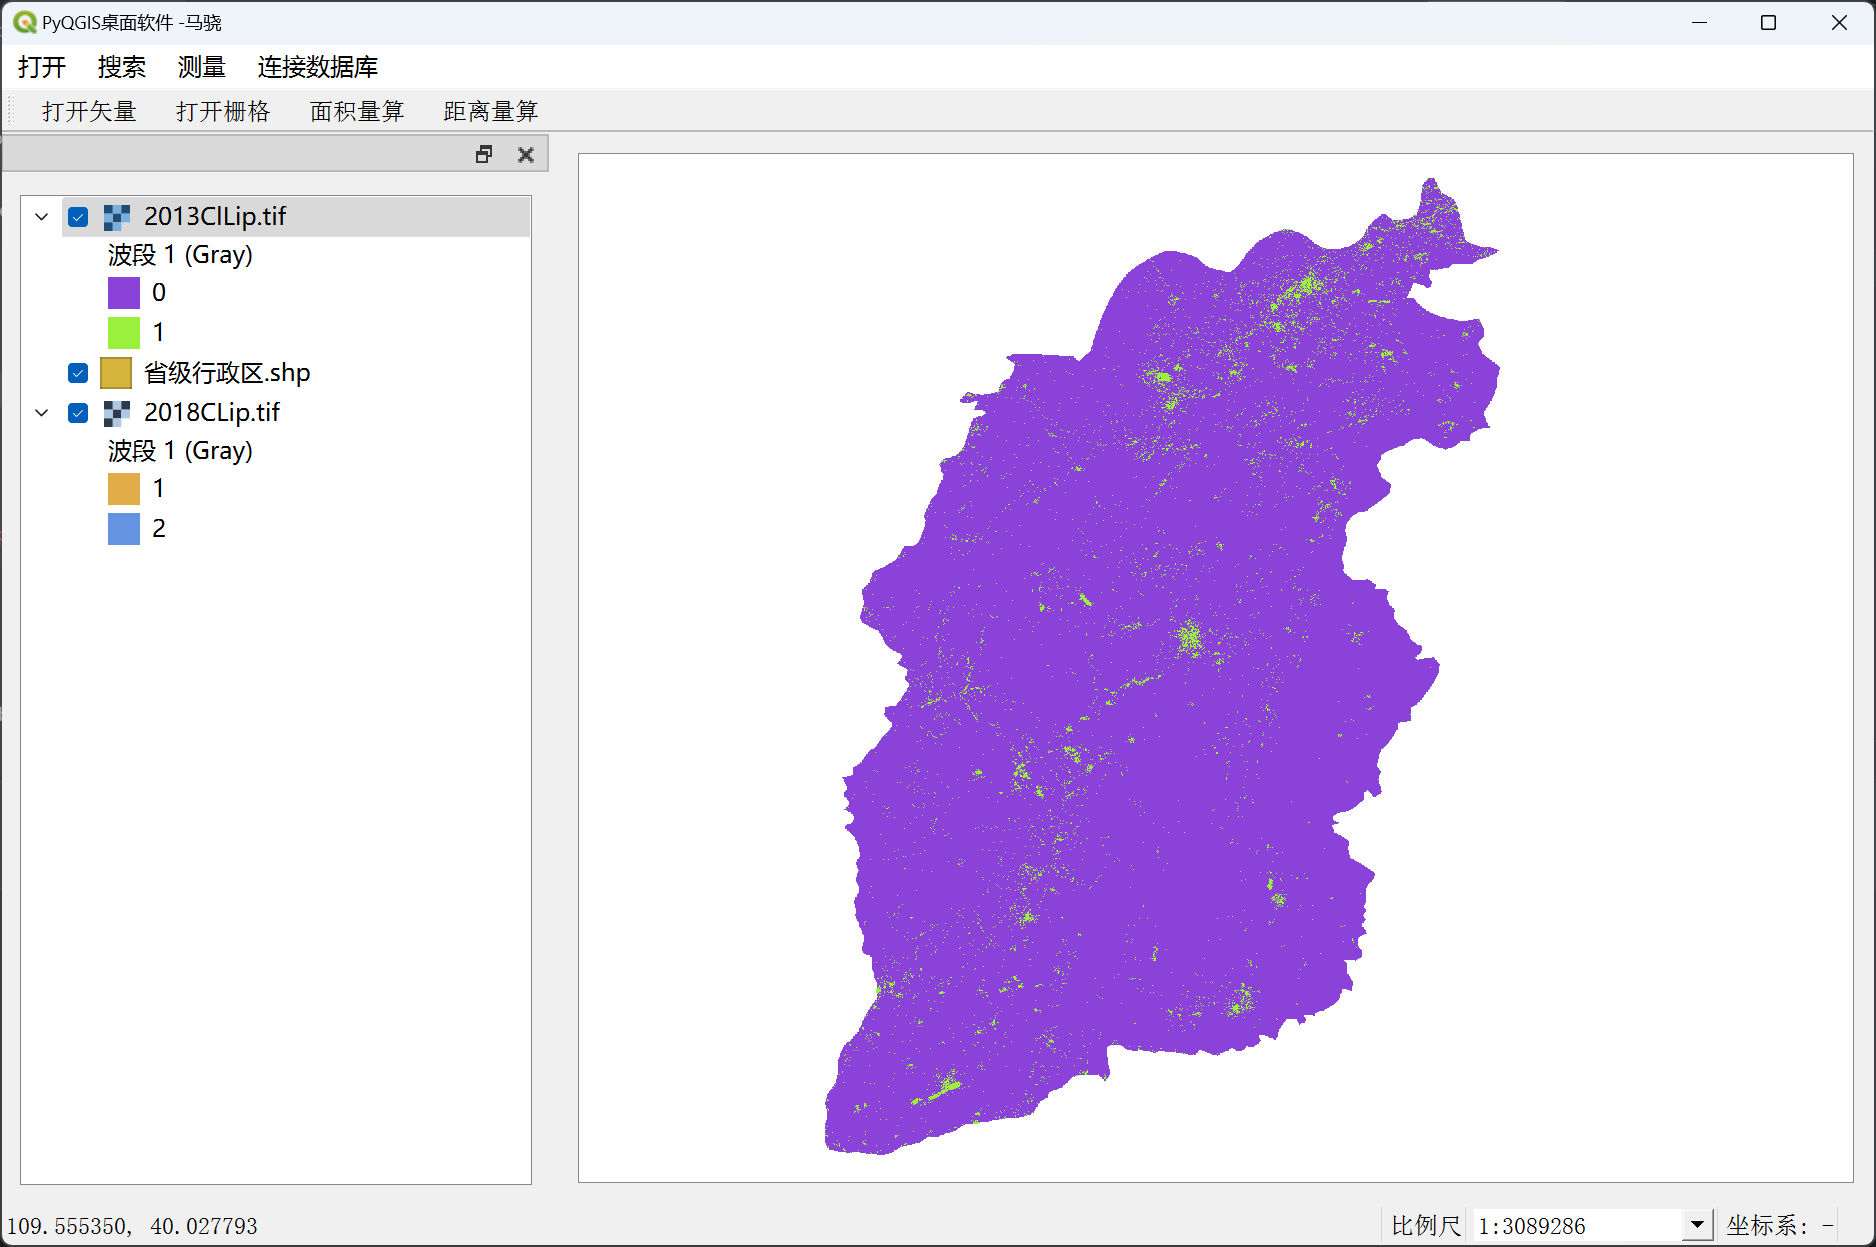 PyQGIS桌面软件 -马骁
打开 搜索 测量 连接数据库
打开矢量 打开栅格 面积量算 距离量算
2013ClLip.tif
波段 1 (Gray)
0
1
省级行政区.shp
2018CLip.tif
波段 1 (Gray)
1
2
109.555350, 40.027793 比例尺 1:3089286 坐标系: -